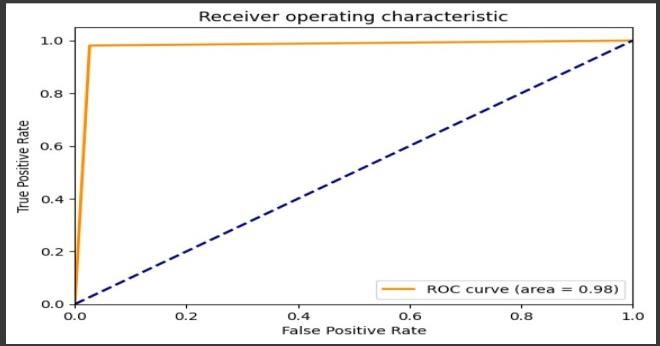 Receiver operating characteristic
True Positive Rate
1.0
0.8
0.6
0.4
0.2
0.0
ROC curve (area = 0.98)
0.0 0.2 0.4 0.6 0.8 1.0
False Positive Rate